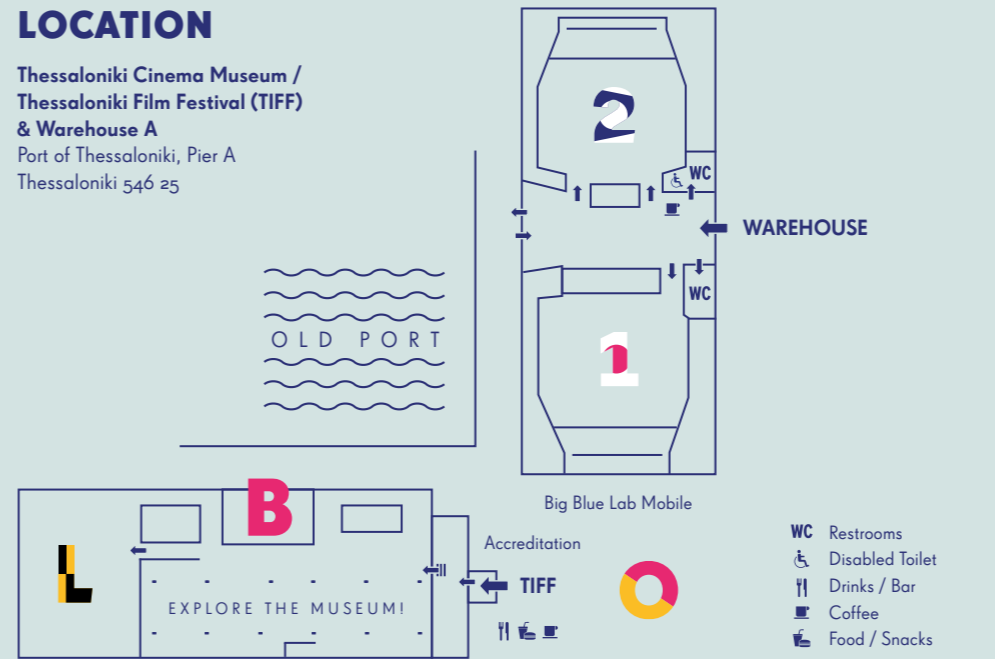 LOCATION
Thessaloniki Cinema Museum /
Thessaloniki Film Festival (TIFF)
& Warehouse A
Port of Thessaloniki, Pier A
Thessaloniki 546 25
2
WC
WAREHOUSE
WC
OLD PORT
1
Big Blue Lab Mobile
B
Accreditation
L
TIFF
EXPLORE THE MUSEUM!
WC Restrooms
Disabled Toilet
Drinks / Bar
Coffee
Food / Snacks